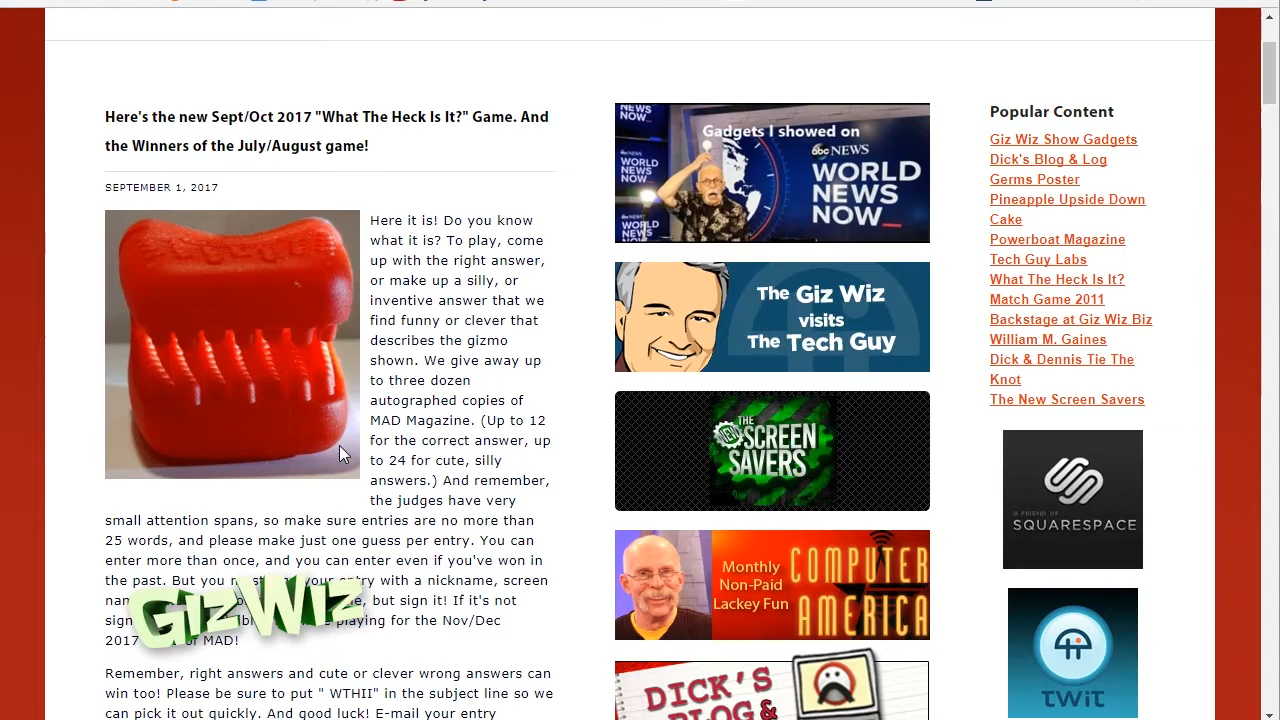 Here's the new Sept/Oct 2017 "What The Heck Is It?" Game. And
the Winners of the July/August game!
SEPTEMBER 1, 2017
Here it is! Do you know
what it is? To play, come
up with the right answer,
or make up a silly, or
inventive answer that we
find funny or clever that
describes the gizmo
shown. We give away up
to three dozen
autographed copies of
MAD Magazine. (Up to 12
for the correct answer, up
to 24 for cute, silly
answers.) And remember,
the judges have very
small attention spans, so make sure entries are no more than
25 words, and please make just one guess per entry. You can
enter more than once, and you can enter even if you've won in
the past. But you your entry with a nickname, screen
but sign it! If it's not
playing for the Nov/Dec
2017 of MAD!
GIZWIZ
Remember, right answers and cute or clever wrong answers can
win too! Please be sure to put " WTHII" in the subject line so we
can pick it out quickly. And good luck! E-mail your entry
Gadgets I showed on
abc NEWS
WORLD
NEWS
NOW
WORLD
NEWS
NOW
The Giz Wiz
visits
The Tech Guy
THE
NEW SCREEN
SAVERS
Monthly
Non-Paid
Lackey Fun
COMPUTER
AMERICA
DICK'S
BLOG &
Popular Content
Giz Wiz Show Gadgets
Dick's Blog & Log
Germs Poster
Pineapple Upside Down
Cake
Powerboat Magazine
Tech Guy Labs
What The Heck Is It?
Match Game 2011
Backstage at Giz Wiz Biz
William M. Gaines
Dick & Dennis Tie The
Knot
The New Screen Savers
A FRIEND OF
SQUARESPACE
TWiT